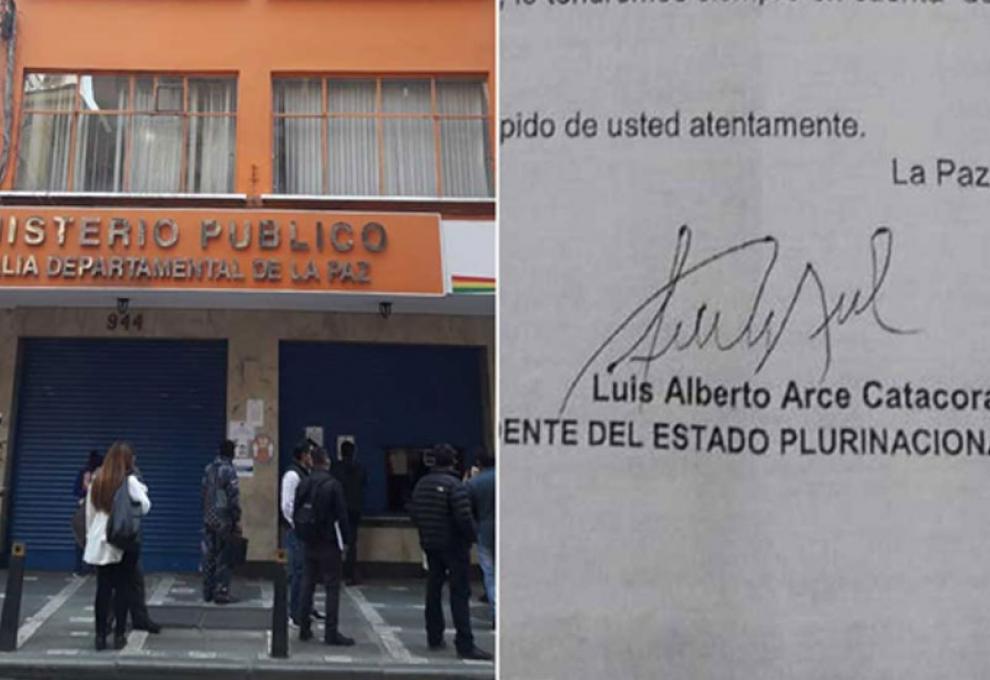 NISTERIO PUBLICO
LIA DEPARTAMENTAL DE LA PAZ
944
pido de usted atentamente.
La Paz
Luis Alberto Arce Catacora
ENTE DEL ESTADO PLURINACIONA